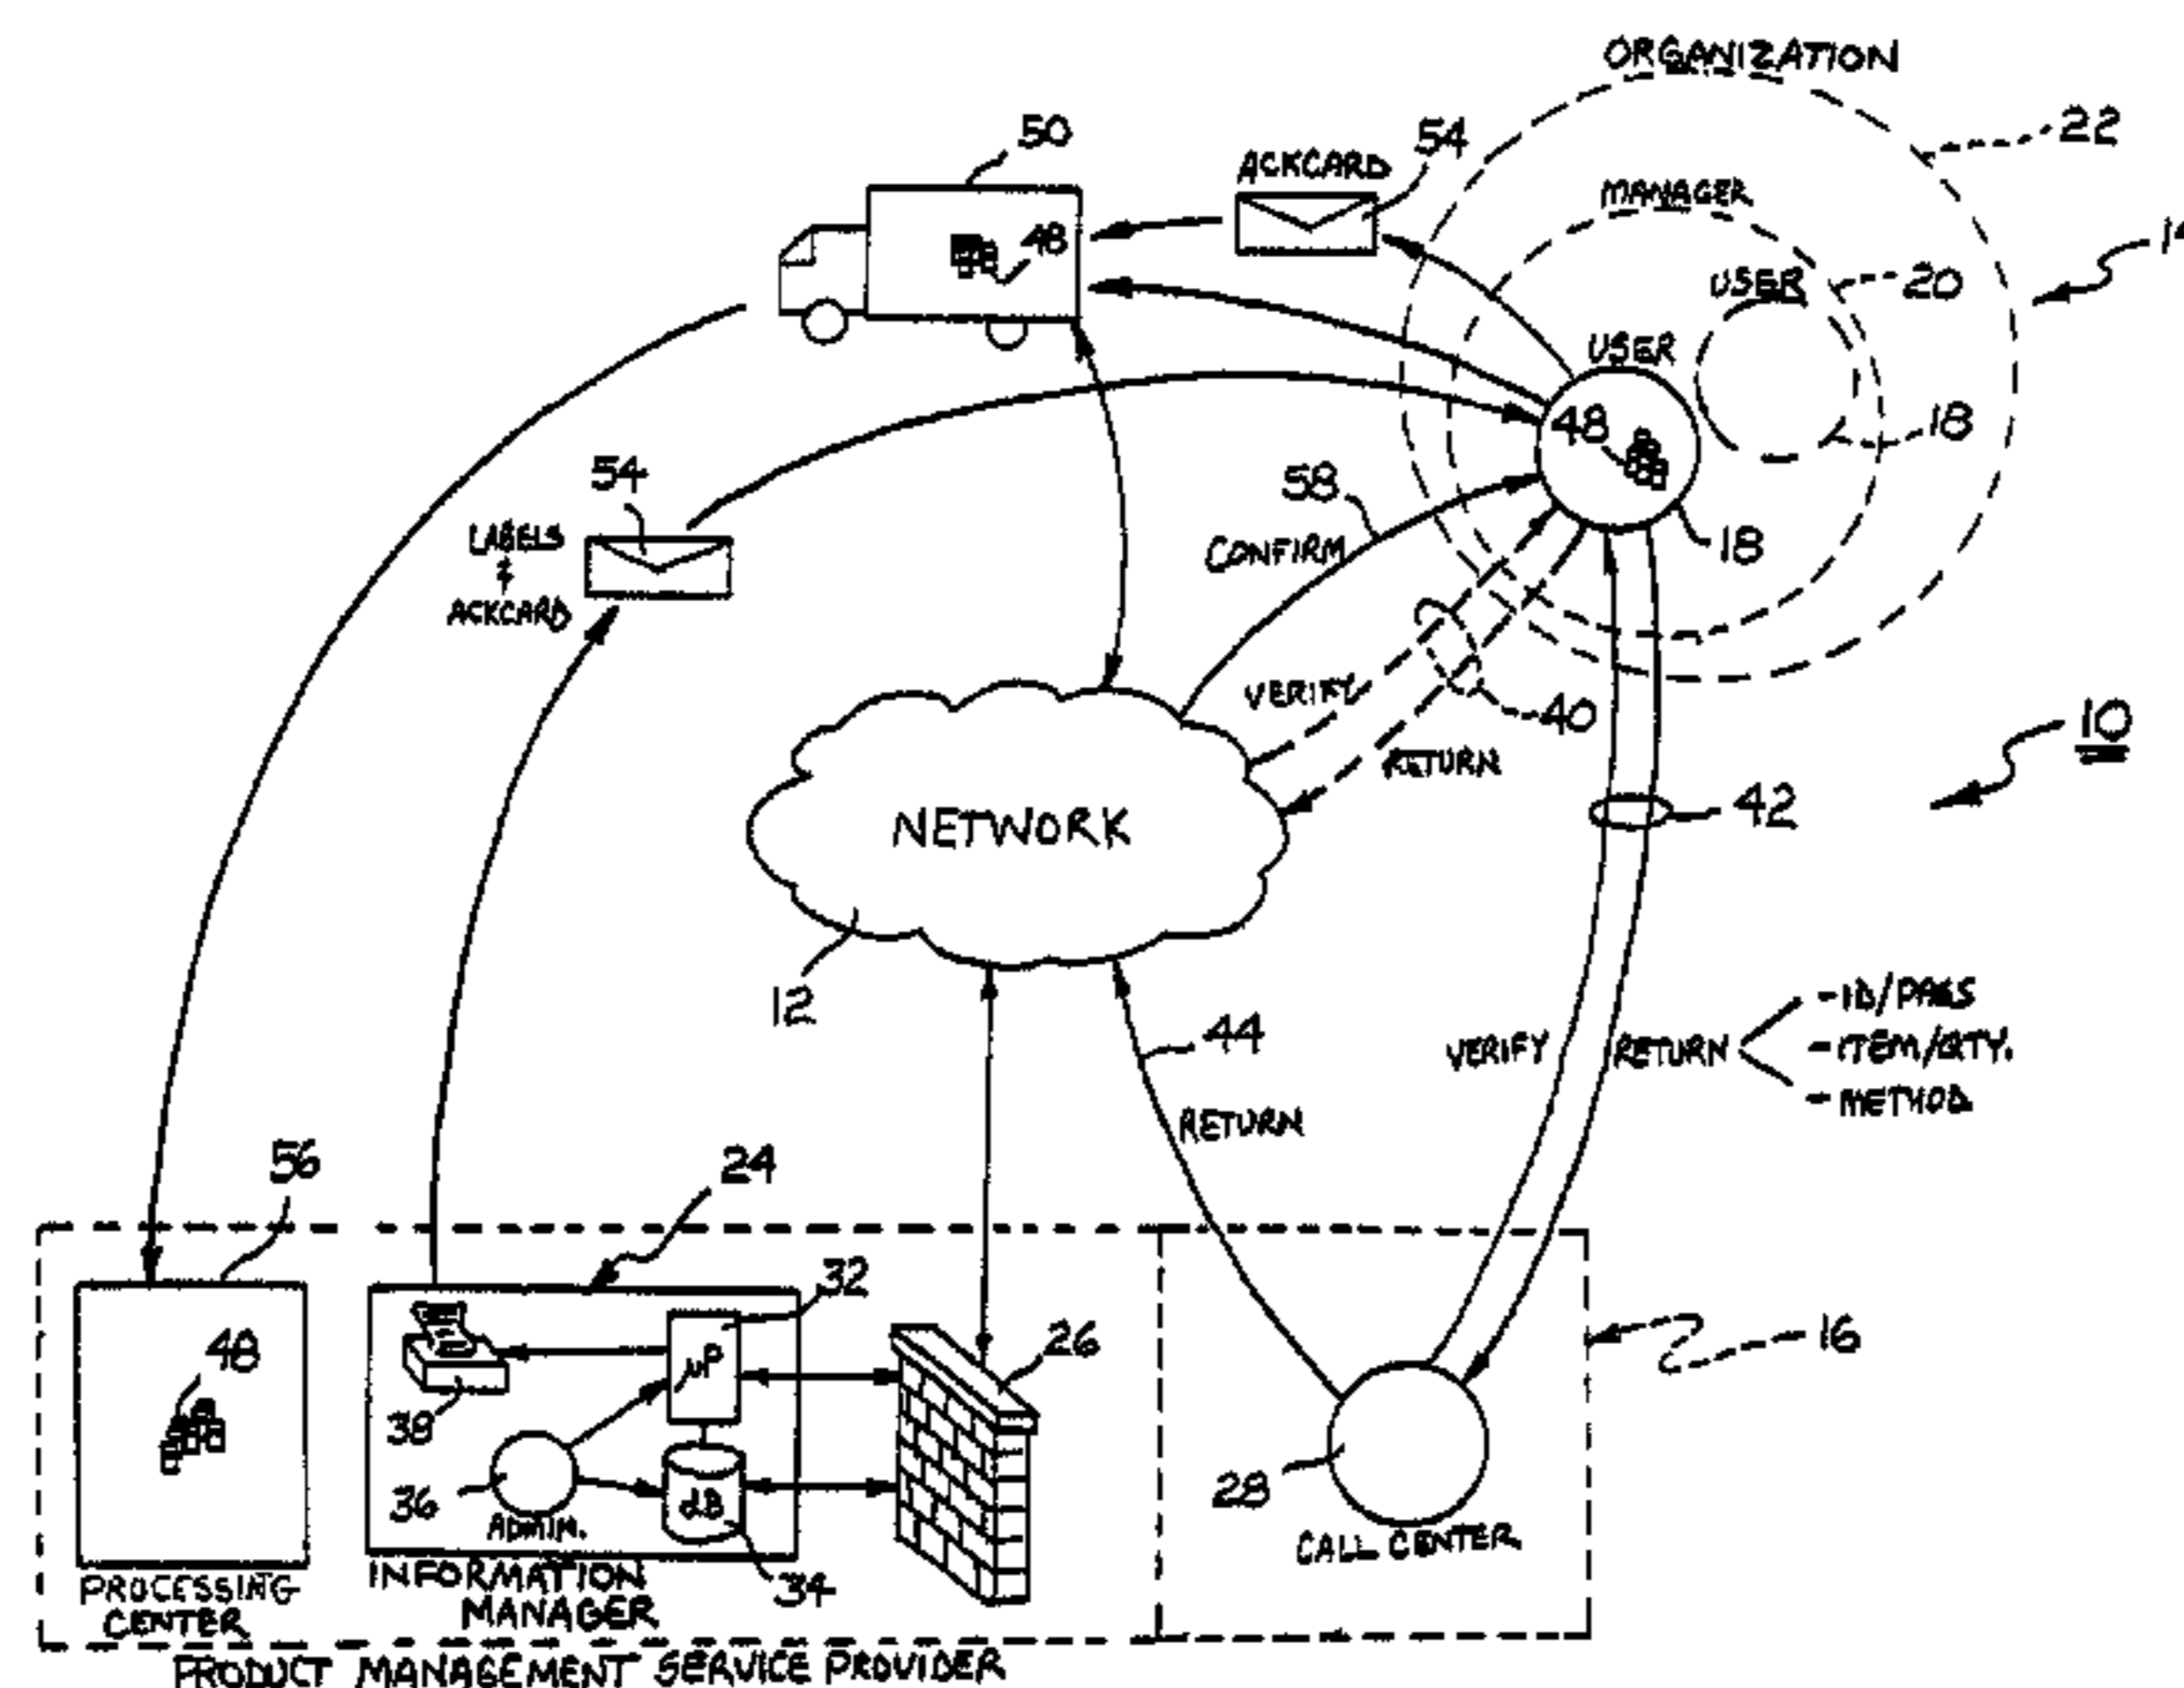 ORGANIZATION
50
ACKCARD
54
22
MANAGER
48
USER
20
USER
48
18
54
58
LABELS
&
ACKCARD
CONFIRM
18
VERIFY
40
10
RETURN
42
NETWORK
12
44
-ID/PASS
VERIFY
RETURN
-ITEM/QTY.
-METHOD
RETURN
56
24
32
26
16
48
μP
38
36
dB
28
ADMIN.
34
CALL CENTER
PROCESSING
CENTER
INFORMATION
MANAGER
PRODUCT MANAGEMENT SERVICE PROVIDER